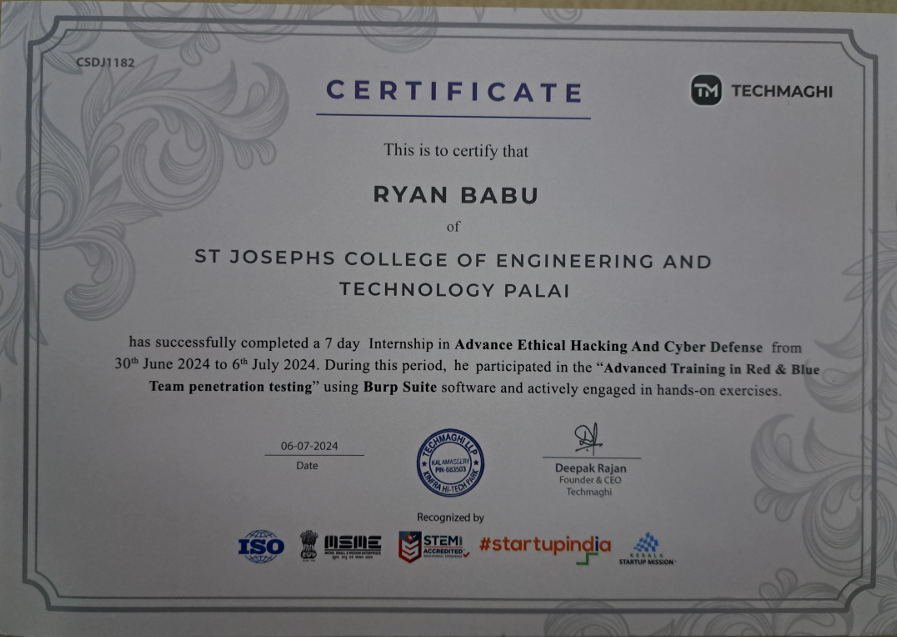 CSDJ1182
CERTIFICATE
TM TECHMAGHI
This is to certify that
RYAN BABU
of
ST JOSEPHS COLLEGE OF ENGINEERING AND
TECHNOLOGY PALAI
has successfully completed a 7 day Internship in Advance Ethical Hacking And Cyber Defense from
30th June 2024 to 6th July 2024. During this period, he participated in the “Advanced Training in Red & Blue
Team penetration testing” using Burp Suite software and actively engaged in hands-on exercises.
06-07-2024
Date
TECHMAGHI LLP
KALAMASSERY
PIN-683503
KINFRA HI-TECH PARK
Deepak Rajan
Founder & CEO
Techmaghi
Recognized by
ISO
MSME
STEM
ACCREDITED
#startupindia
KERALA
STARTUP MISSION